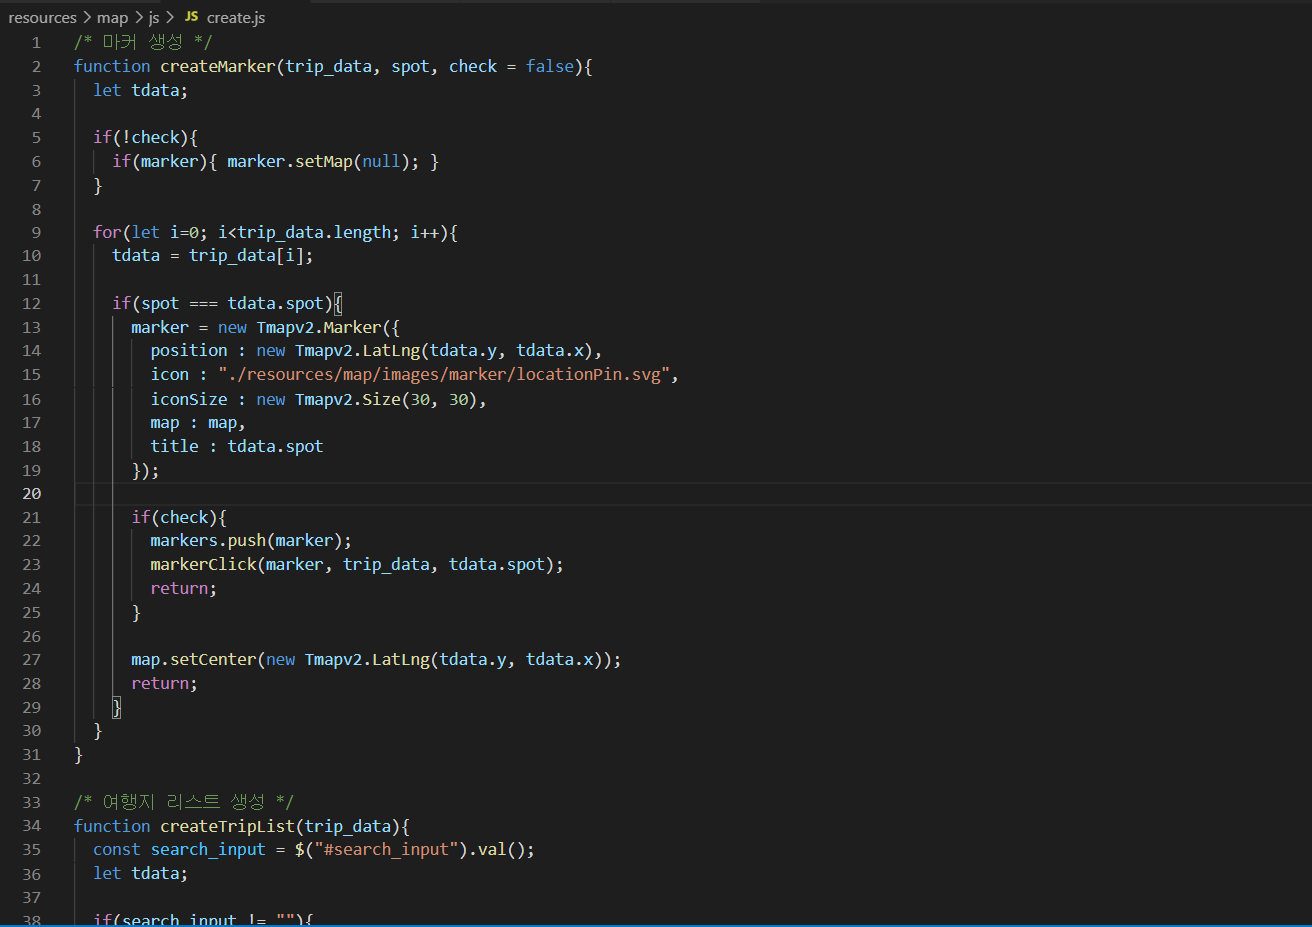 resources > map > js > JS create.js
1 /* 마커 생성 */
2 function createMarker(trip_data, spot, check = false){
3 let tdata;
4
5 if(!check){
6 if(marker){ marker.setMap(null); }
7 }
8
9 for(let i=0; i<trip_data.length; i++){
10 tdata = trip_data[i];
11
12 if(spot === tdata.spot){
13 marker = new Tmapv2.Marker({
14 position : new Tmapv2.LatLng(tdata.y, tdata.x),
15 icon : "./resources/map/images/marker/locationPin.svg",
16 iconSize : new Tmapv2.Size(30, 30),
17 map : map,
18 title : tdata.spot
19 });
20
21 if(check){
22 markers.push(marker);
23 markerClick(marker, trip_data, tdata.spot);
24 return;
25 }
26
27 map.setCenter(new Tmapv2.LatLng(tdata.y, tdata.x));
28 return;
29 }
30 }
31 }
32
33 /* 여행지 리스트 생성 */
34 function createTripList(trip_data){
35 const search_input = $("#search_input").val();
36 let tdata;
37
38 if(search_input != ""){